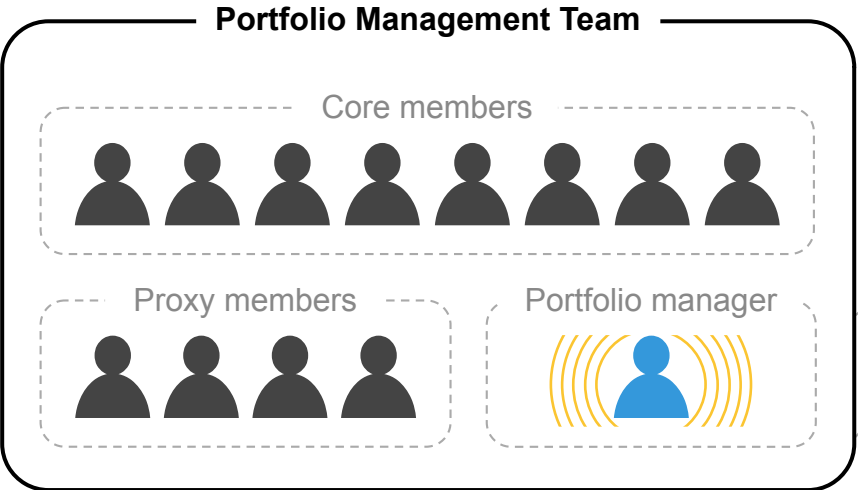 Portfolio Management Team
Core members
Proxy members
Portfolio manager